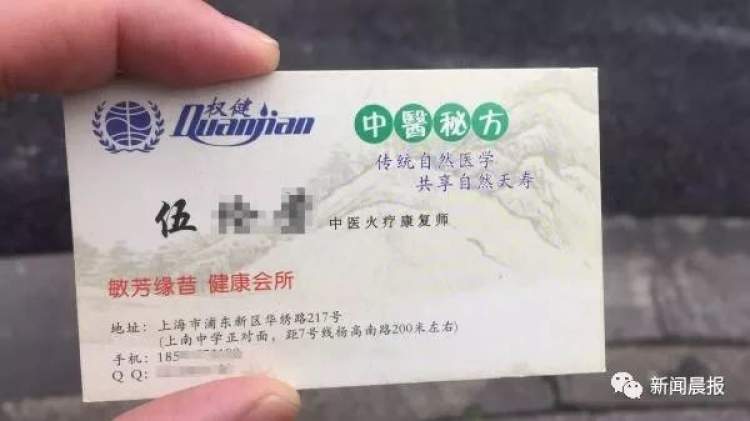 权健
Quanjian
中醫秘方
传统自然医学
共享自然天寿
伍 中医火疗康复师
敏芳缘昔 健康会所
地址：上海市浦东新区华绣路217号
(上南中学正对面，距7号线杨高南路200米左右)
手机：185
Q Q：
新闻晨报